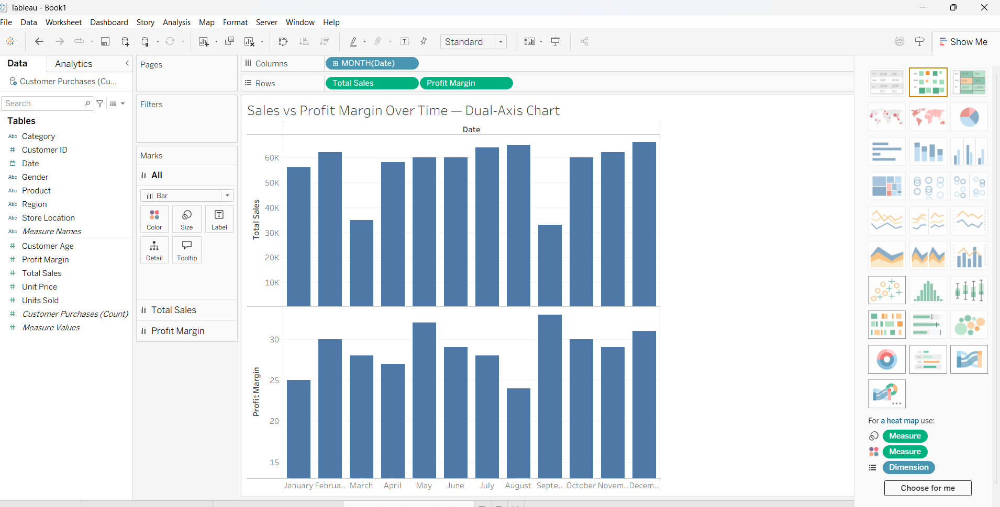 Tableau - Book1
File Data Worksheet Dashboard Story Analysis Map Format Server Window Help
Standard
Show Me
Data Analytics
Customer Purchases (Cu...
Search
Tables
Abc Category
# Customer ID
Date
Abc Gender
Abc Product
Abc Region
Abc Store Location
Abc Measure Names
# Customer Age
# Profit Margin
# Total Sales
# Unit Price
# Units Sold
# Customer Purchases (Count)
# Measure Values
Pages
Filters
Marks
All
Bar
Color Size Label
Detail Tooltip
Total Sales
Profit Margin
Columns MONTH(Date)
Rows Total Sales Profit Margin
Sales vs Profit Margin Over Time — Dual-Axis Chart
Date
Total Sales
60K
50K
40K
30K
20K
10K
Profit Margin
30
25
20
15
January Februa.. March April May June July August Septe.. October Novem.. Decem..
For a heat map use:
Measure
Measure
Dimension
Choose for me